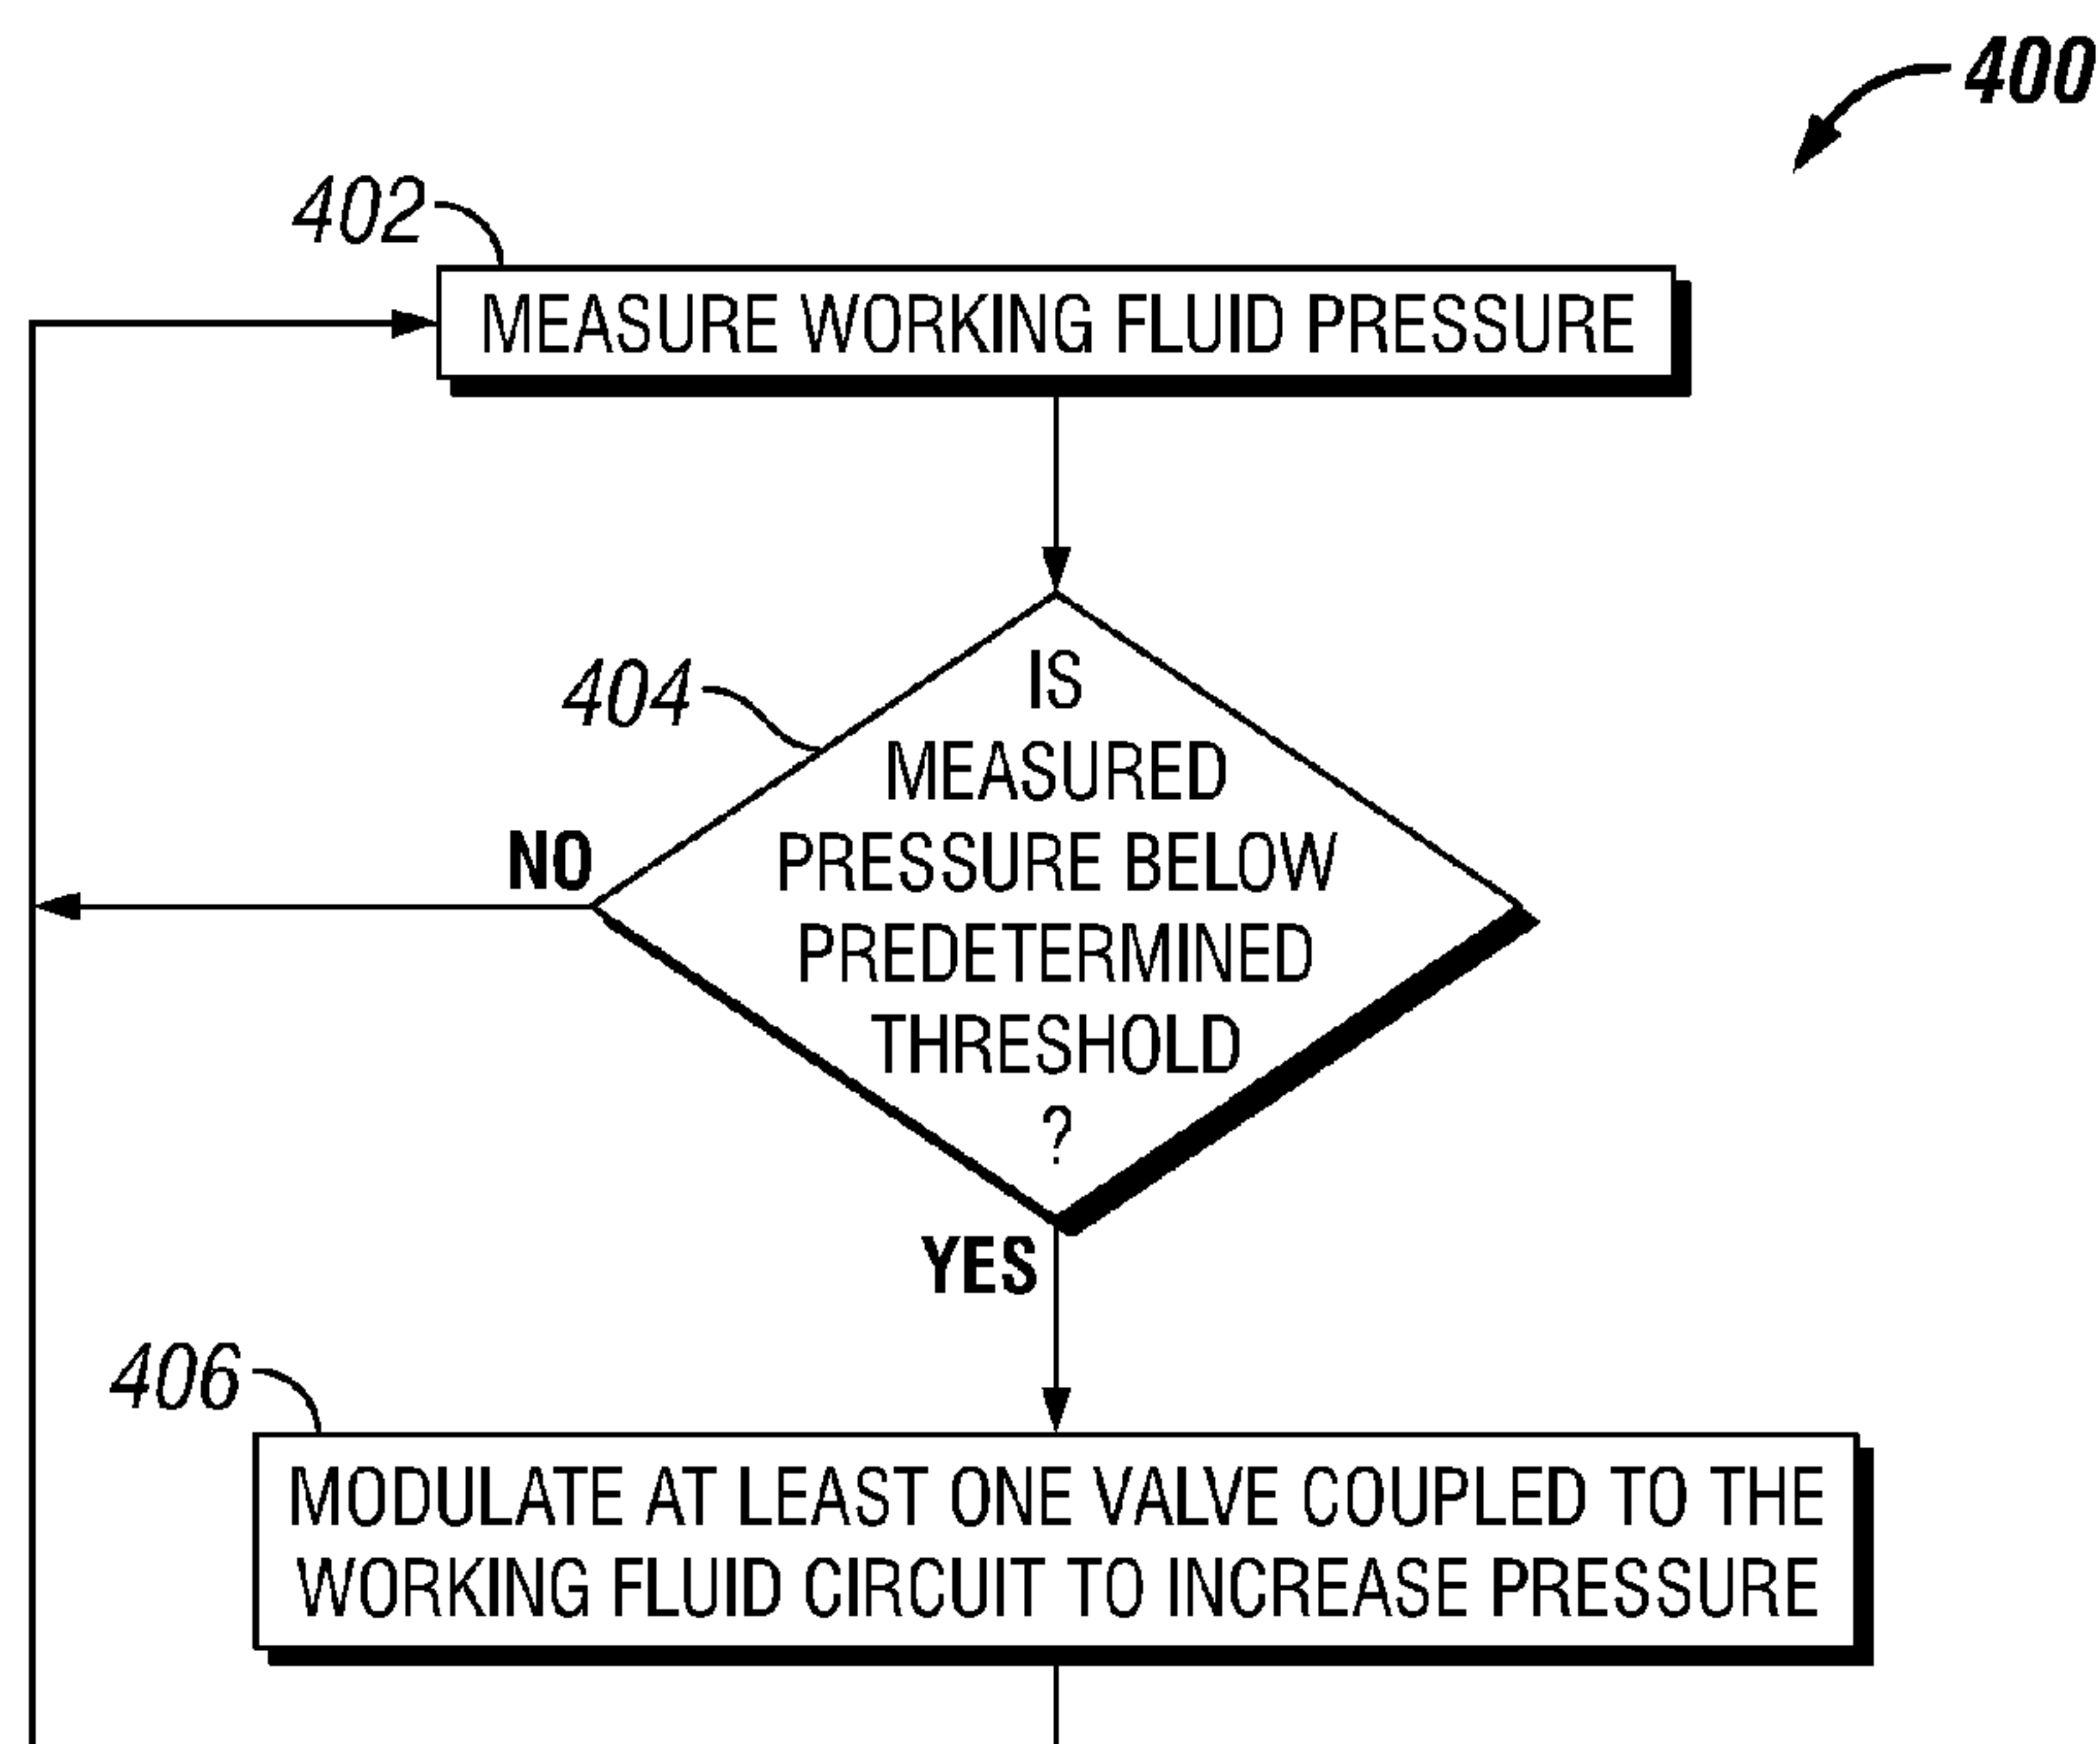 400
402
MEASURE WORKING FLUID PRESSURE
404
IS
MEASURED
PRESSURE BELOW
PREDETERMINED
THRESHOLD
?
NO
YES
406
MODULATE AT LEAST ONE VALVE COUPLED TO THE
WORKING FLUID CIRCUIT TO INCREASE PRESSURE